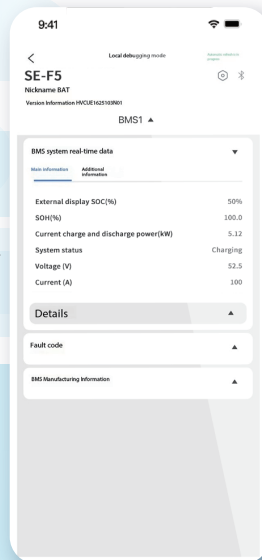 9:41
Local debugging mode
SE-F5
Nickname BAT
Version Information HVCUE1625103N01
BMS1
BMS system real-time data
Main information
Additional
information
External display SOC(%) 50%
SOH(%) 100.0
Current charge and discharge power(kW) 5.12
System status Charging
Voltage (V) 52.5
Current (A) 100
Details
Fault code
BMS Manufacturing Information